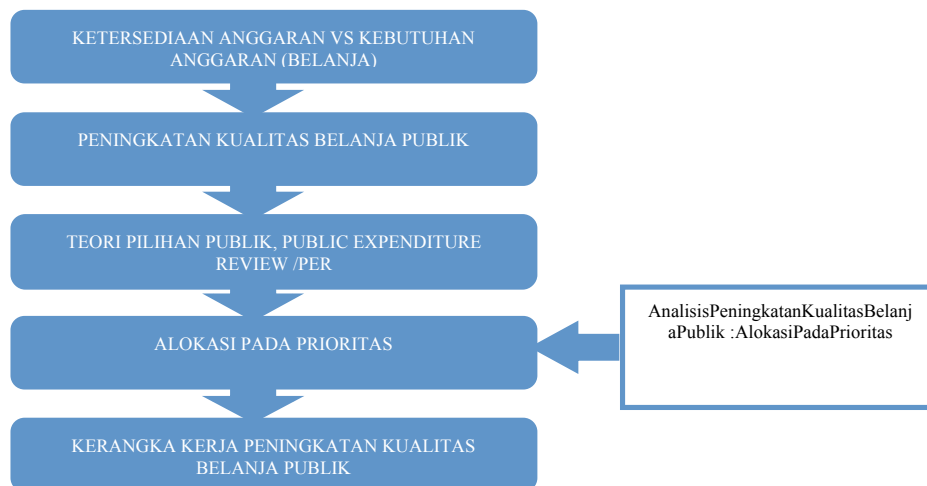 KETERSEDIAAN ANGGARAN VS KEBUTUHAN
ANGGARAN (BELANJA)
PENINGKATAN KUALITAS BELANJA PUBLIK
TEORI PILIHAN PUBLIK, PUBLIC EXPENDITURE
REVIEW /PER
AnalisisPeningkatanKualitasBelanj
aPublik :AlokasiPadaPrioritas
ALOKASI PADA PRIORITAS
KERANGKA KERJA PENINGKATAN KUALITAS
BELANJA PUBLIK